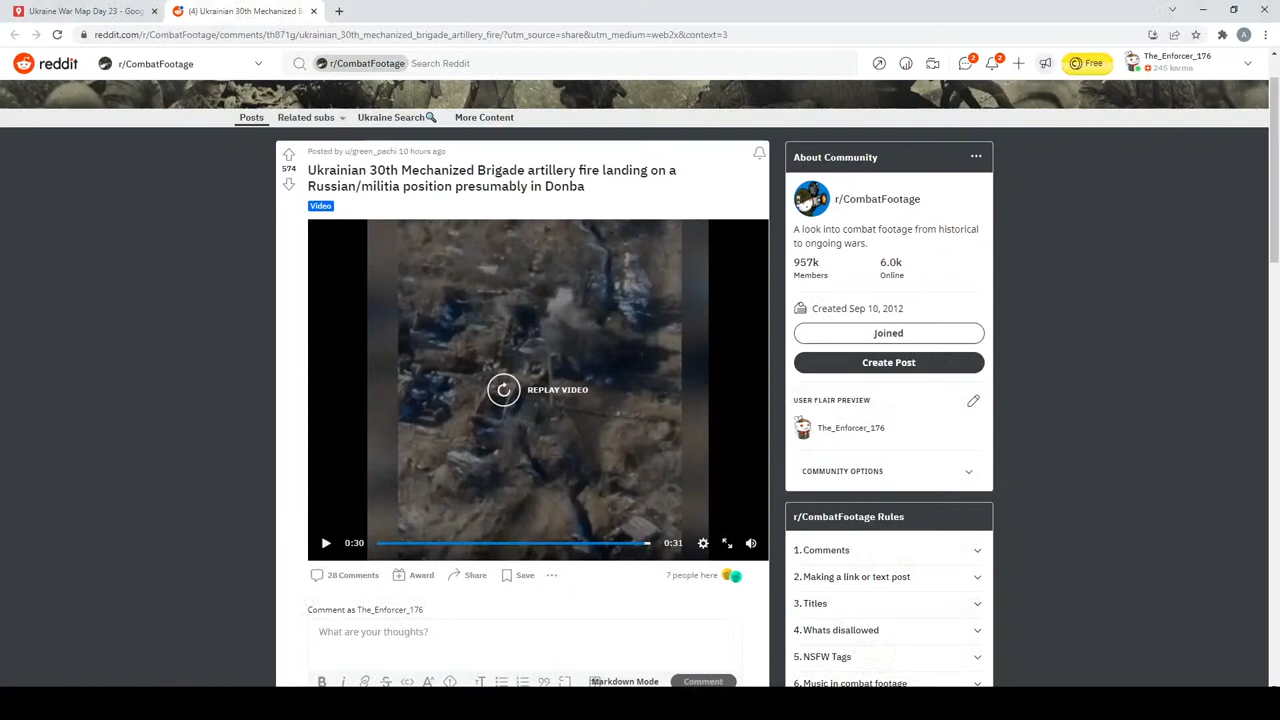 Ukraine War Map Day 23 - Goog
(4) Ukrainian 30th Mechanized B
reddit.com/r/CombatFootage/comments/th871g/ukrainian_30th_mechanized_brigade_artillery_fire/?utm_source=share&utm_medium=web2x&context=3
A
reddit
r/CombatFootage
r/CombatFootage Search Reddit
2
2
Free
The_Enforcer_176
245 karma
Posts
Related subs
Ukraine Search
More Content
Posted by u/green_pachi 10 hours ago
574
Ukrainian 30th Mechanized Brigade artillery fire landing on a
Russian/militia position presumably in Donba
Video
REPLAY VIDEO
0:30
0:31
28 Comments
Award
Share
Save
7 people here
Comment as The_Enforcer_176
What are your thoughts?
Markdown Mode
Comment
About Community
r/CombatFootage
A look into combat footage from historical
to ongoing wars.
957k
6.0k
Members
Online
Created Sep 10, 2012
Joined
Create Post
USER FLAIR PREVIEW
The_Enforcer_176
COMMUNITY OPTIONS
r/CombatFootage Rules
1. Comments
2. Making a link or text post
3. Titles
4. Whats disallowed
5. NSFW Tags
6. Music in combat footage